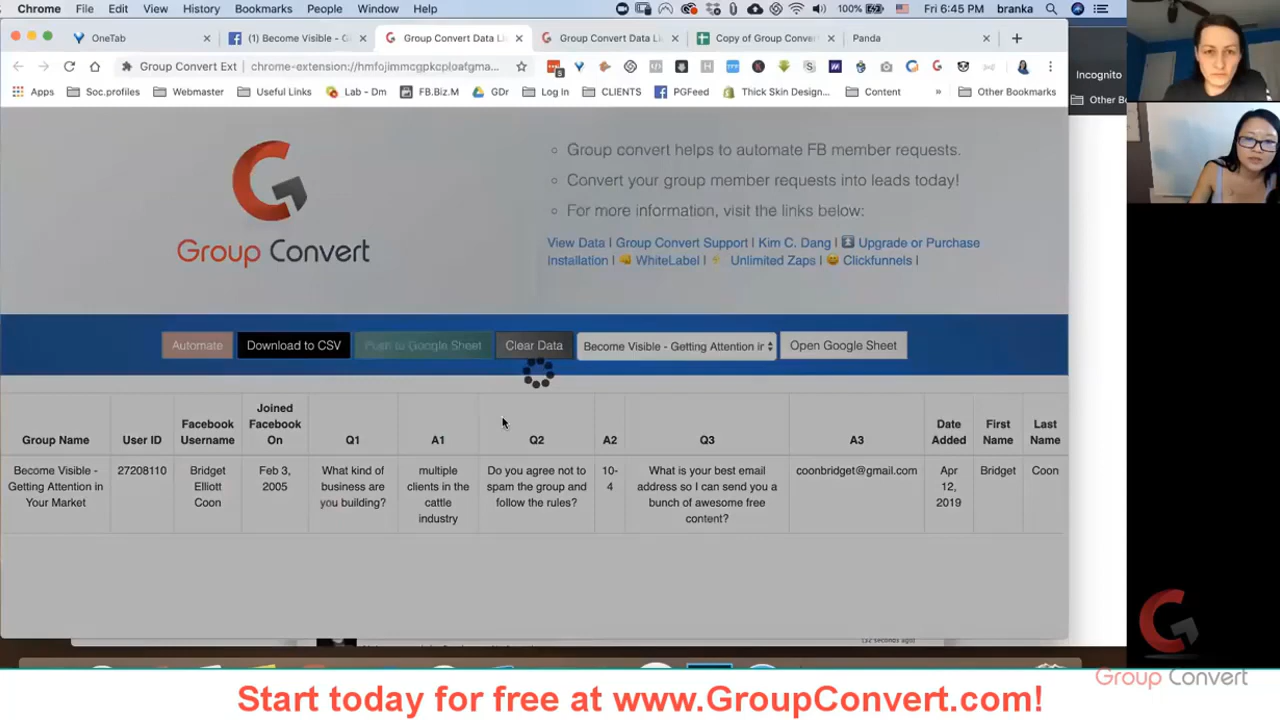 Chrome File Edit View History Bookmarks People Window Help 100% Fri 6:45 PM branka
OneTab × (1) Become Visible - G × Group Convert Data Li × Group Convert Data Li × Copy of Group Convert × Panda × +
Group Convert Ext chrome-extension://hmfojimmcgpkcploafgma...
Incognito
Apps Soc.profiles Webmaster Useful Links Lab - Dm FB.Biz.M GDr Log In CLIENTS PGFeed Thick Skin Design... Content » Other Bookmarks
Other B
Group Convert
Group convert helps to automate FB member requests.
Convert your group member requests into leads today!
For more information, visit the links below:
View Data | Group Convert Support | Kim C. Dang | Upgrade or Purchase
Installation | WhiteLabel | Unlimited Zaps | Clickfunnels |
Automate Download to CSV Push to Google Sheet Clear Data Become Visible - Getting Attention ir Open Google Sheet
Group Name User ID Facebook Username Joined Facebook On Q1 A1 Q2 A2 Q3 A3 Date Added First Name Last Name
Become Visible - Getting Attention in Your Market 27208110 Bridget Elliott Coon Feb 3, 2005 What kind of business are you building? multiple clients in the cattle industry Do you agree not to spam the group and follow the rules? 10-4 What is your best email address so I can send you a bunch of awesome free content? coonbridget@gmail.com Apr 12, 2019 Bridget Coon
Group Convert
Start today for free at www.GroupConvert.com!